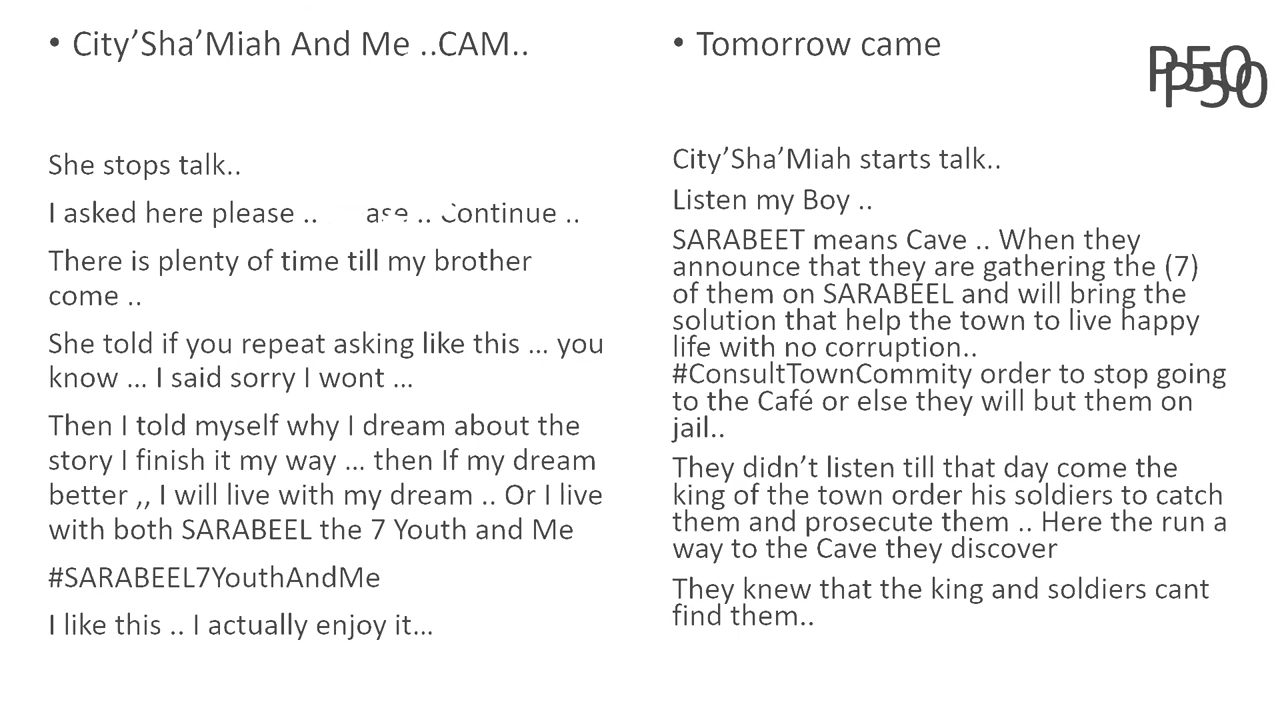 • City’Sha’Miah And Me ..CAM..
She stops talk..
I asked here please .. ase .. Continue ..
There is plenty of time till my brother
come ..
She told if you repeat asking like this ... you
know ... I said sorry I wont ...
Then I told myself why I dream about the
story I finish it my way ... then If my dream
better ,, I will live with my dream .. Or I live
with both SARABEEL the 7 Youth and Me
#SARABEEL7YouthAndMe
I like this .. I actually enjoy it...
• Tomorrow came
City’Sha’Miah starts talk..
Listen my Boy ..
SARABEET means Cave .. When they
announce that they are gathering the (7)
of them on SARABEEL and will bring the
solution that help the town to live happy
life with no corruption..
#ConsultTownCommity order to stop going
to the Café or else they will but them on
jail..
They didn’t listen till that day come the
king of the town order his soldiers to catch
them and prosecute them .. Here the run a
way to the Cave they discover
They knew that the king and soldiers cant
find them..
P50
P50